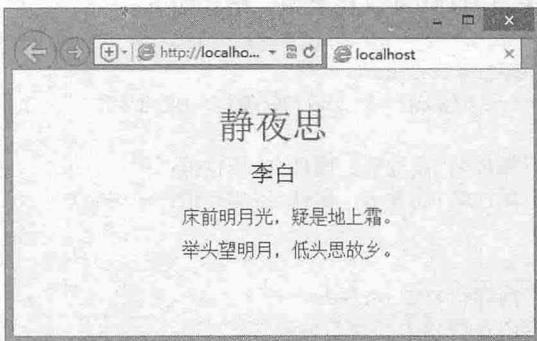 http://localho...
localhost
静夜思
李白
床前明月光，疑是地上霜。
举头望明月，低头思故乡。